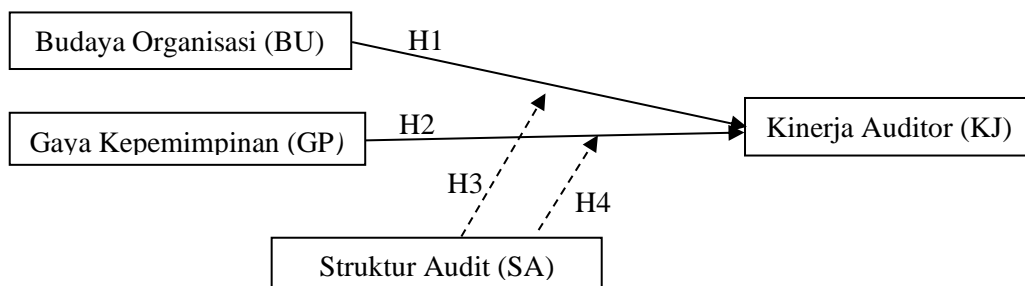 Budaya Organisasi (BU)
H1
Kinerja Auditor (KJ)
H2
Gaya Kepemimpinan (GP)
H3
H4
Struktur Audit (SA)